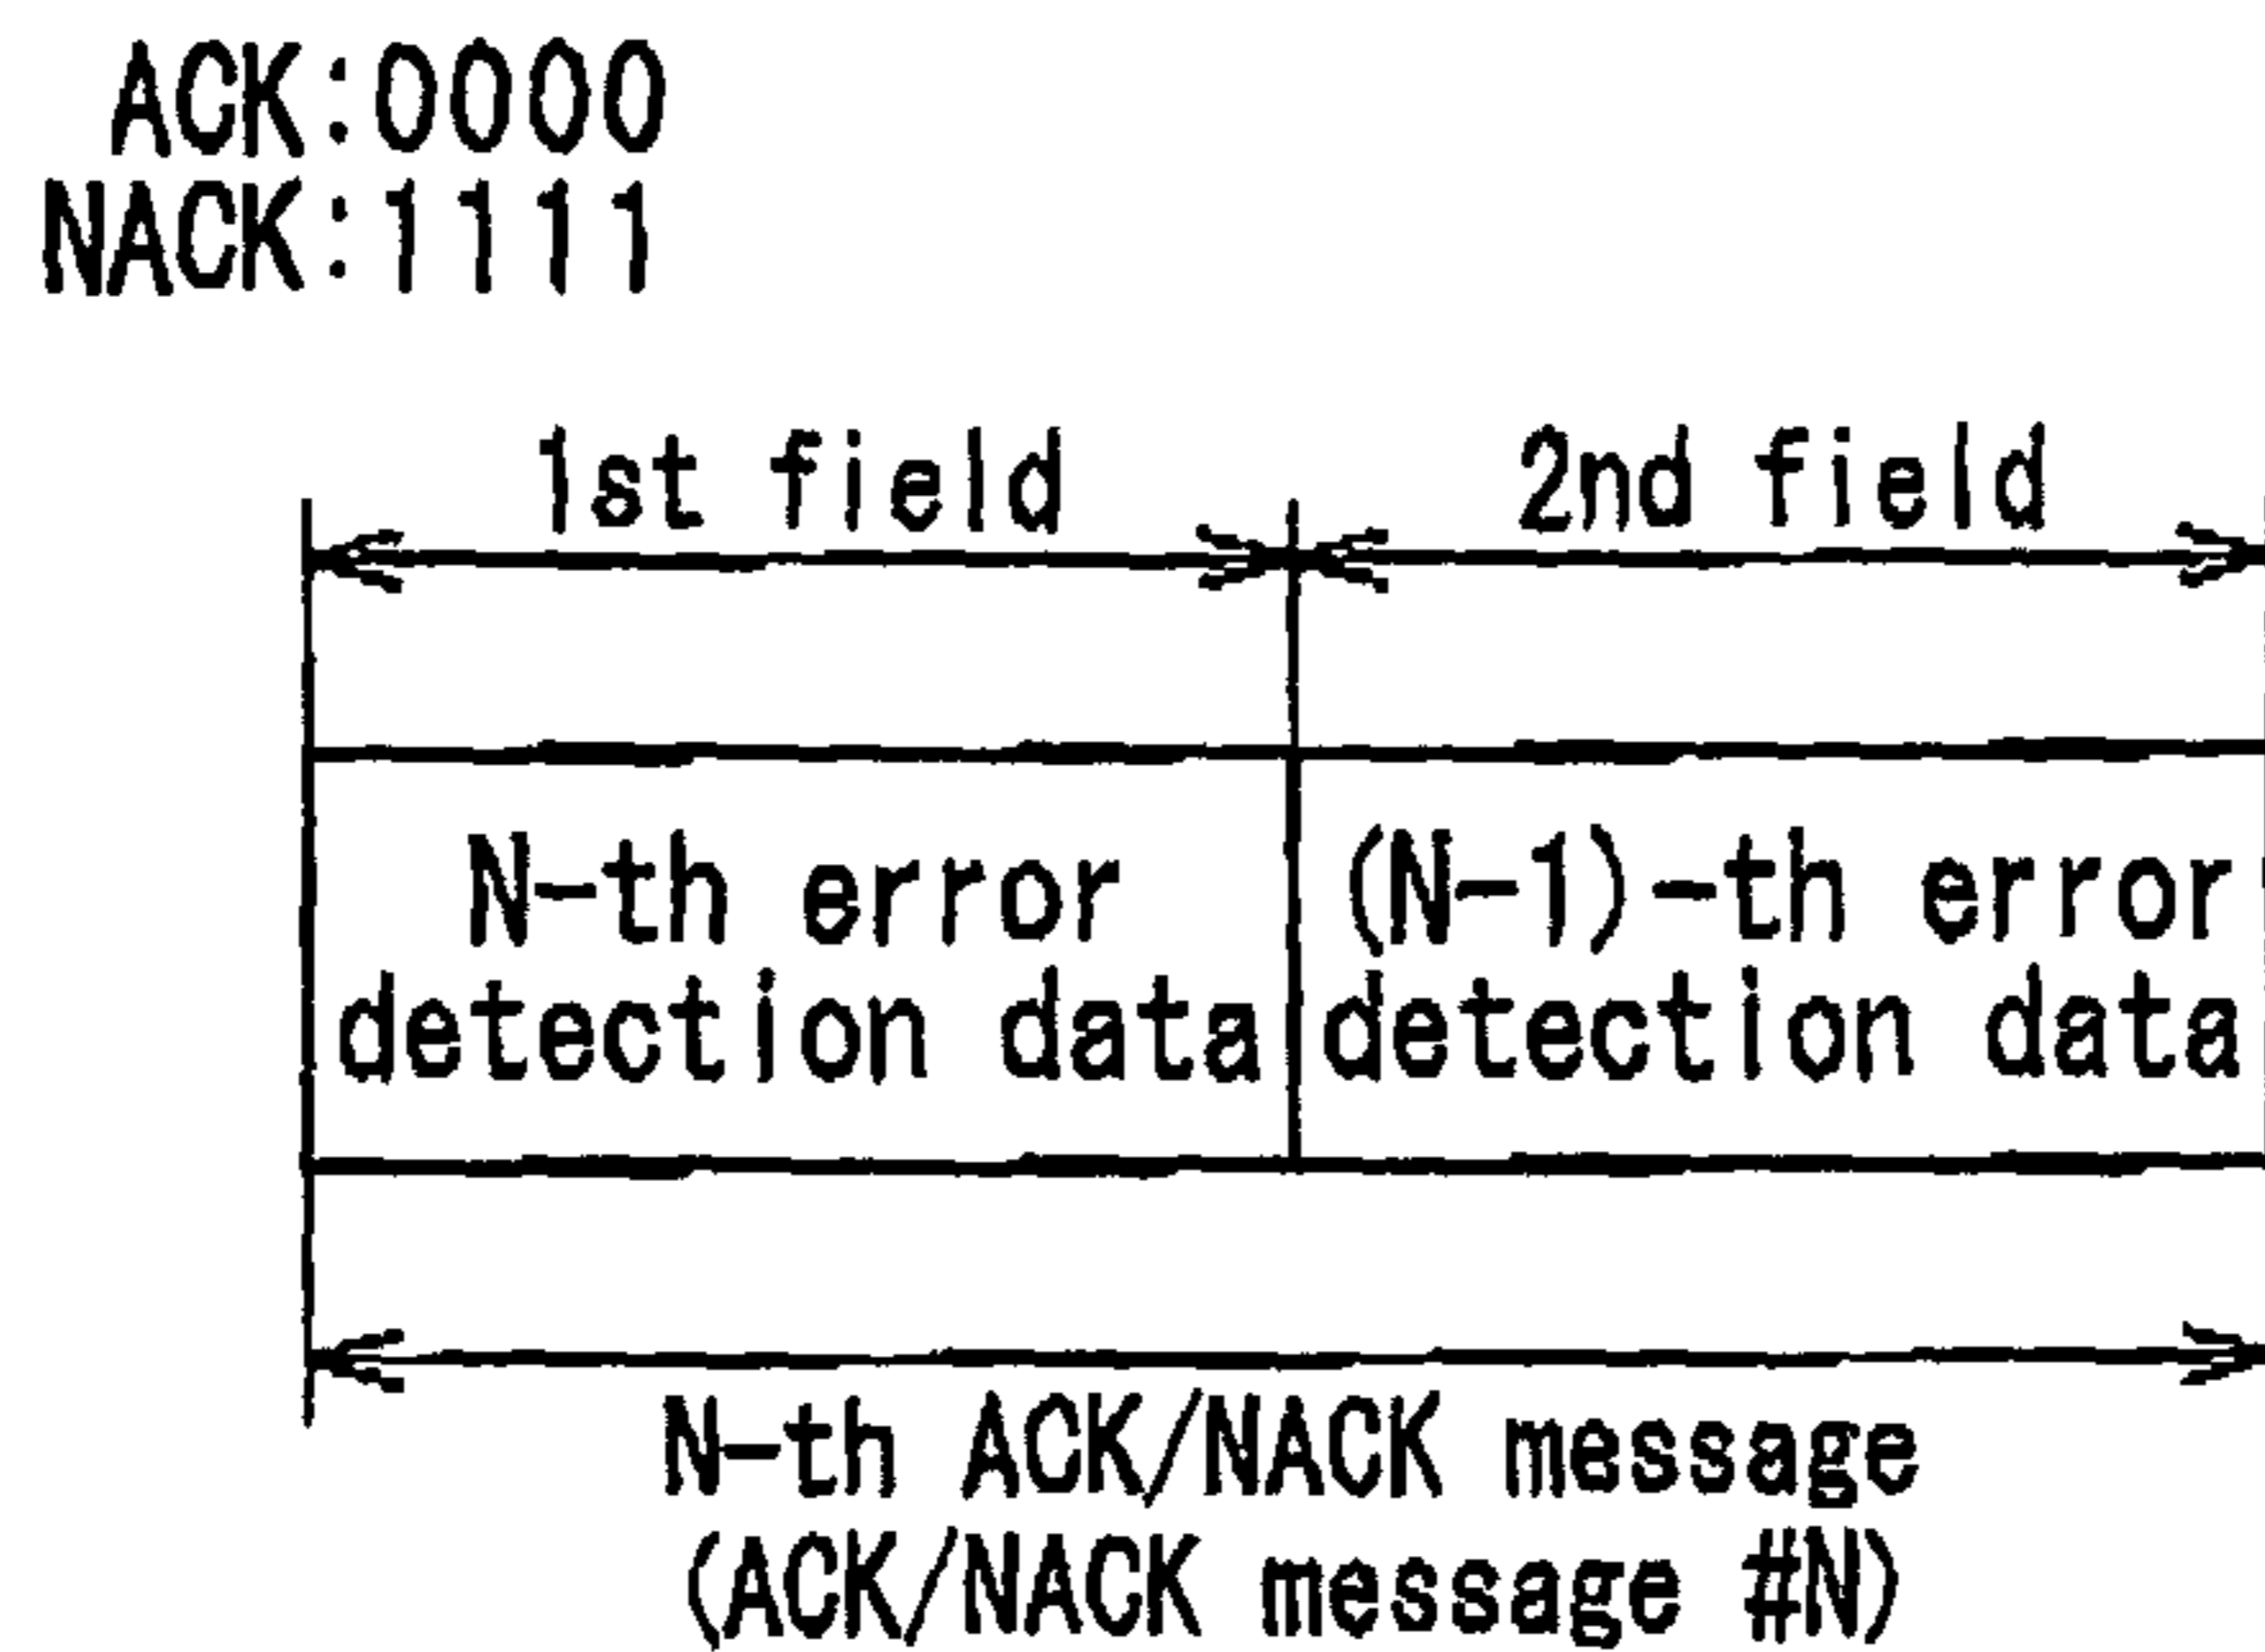 ACK:0000
NACK:1111
1st field
2nd field
N-th error
detection data
(N-1)-th error
detection data
N-th ACK/NACK message
(ACK/NACK message #N)